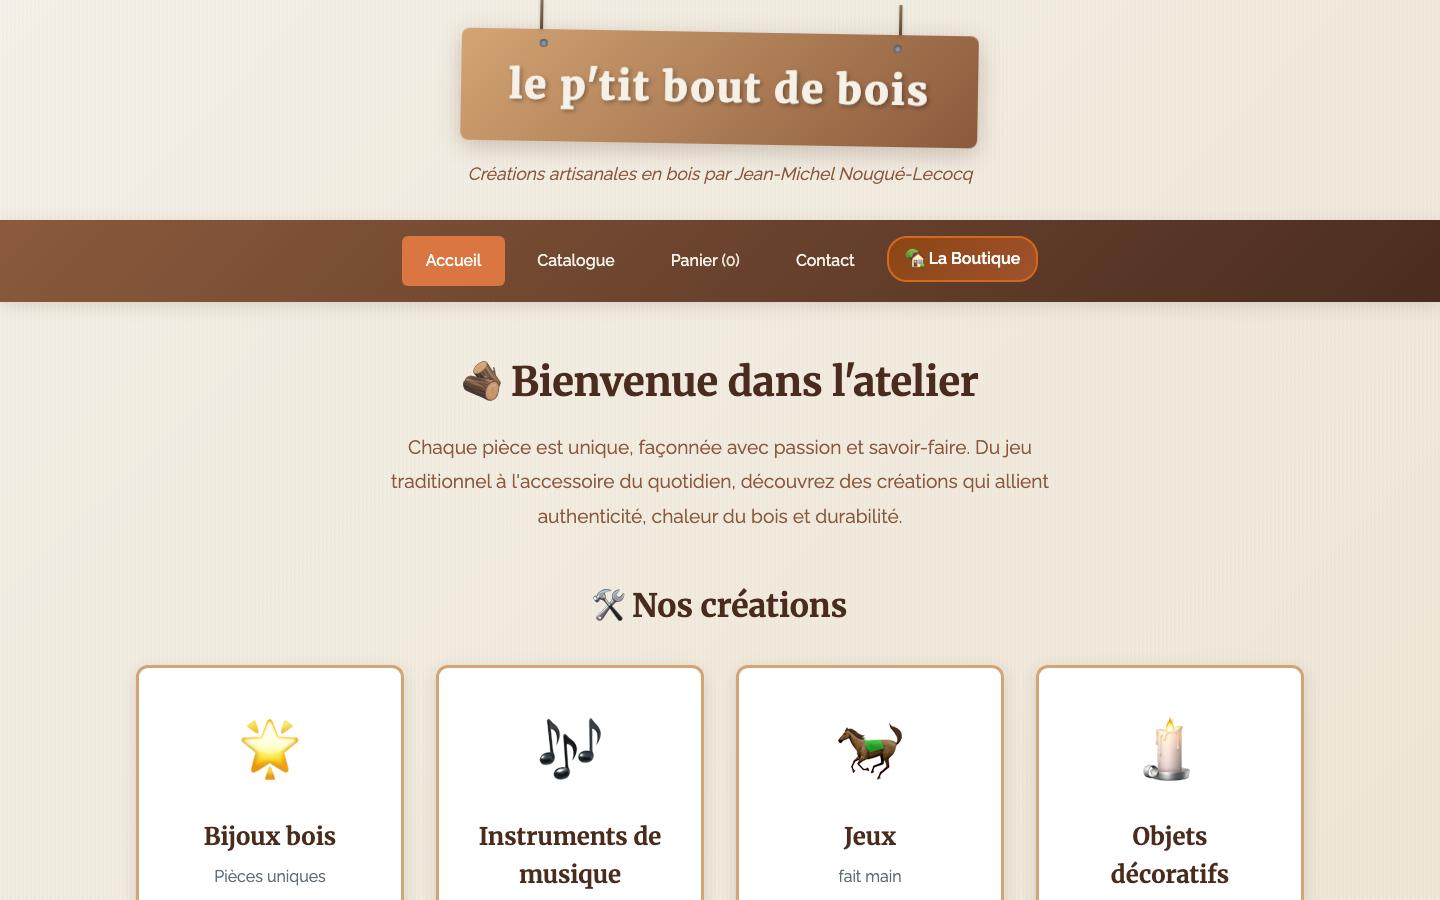 le p'tit bout de bois
Créations artisanales en bois par Jean-Michel Nougué-Lecocq
Accueil
Catalogue
Panier (0)
Contact
La Boutique
Bienvenue dans l'atelier
Chaque pièce est unique, façonnée avec passion et savoir-faire. Du jeu
traditionnel à l'accessoire du quotidien, découvrez des créations qui allient
authenticité, chaleur du bois et durabilité.
Nos créations
Bijoux bois
Pièces uniques
Instruments de
musique
Jeux
fait main
Objets
décoratifs